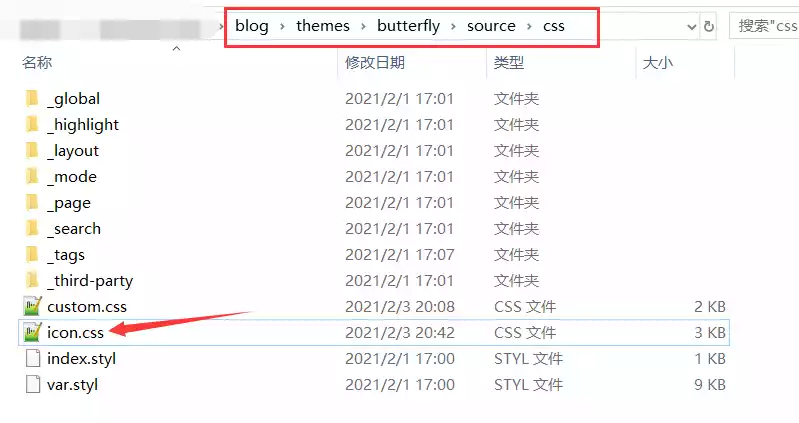 blog › themes › butterfly › source › css 搜索"css
名称 修改日期 类型 大小
_global 2021/2/1 17:01 文件夹
_highlight 2021/2/1 17:01 文件夹
_layout 2021/2/1 17:01 文件夹
_mode 2021/2/1 17:01 文件夹
_page 2021/2/1 17:01 文件夹
_search 2021/2/1 17:01 文件夹
_tags 2021/2/1 17:07 文件夹
_third-party 2021/2/1 17:01 文件夹
custom.css 2021/2/3 20:08 CSS 文件 2 KB
icon.css 2021/2/3 20:42 CSS 文件 3 KB
index.styl 2021/2/1 17:00 STYL 文件 1 KB
var.styl 2021/2/1 17:00 STYL 文件 9 KB